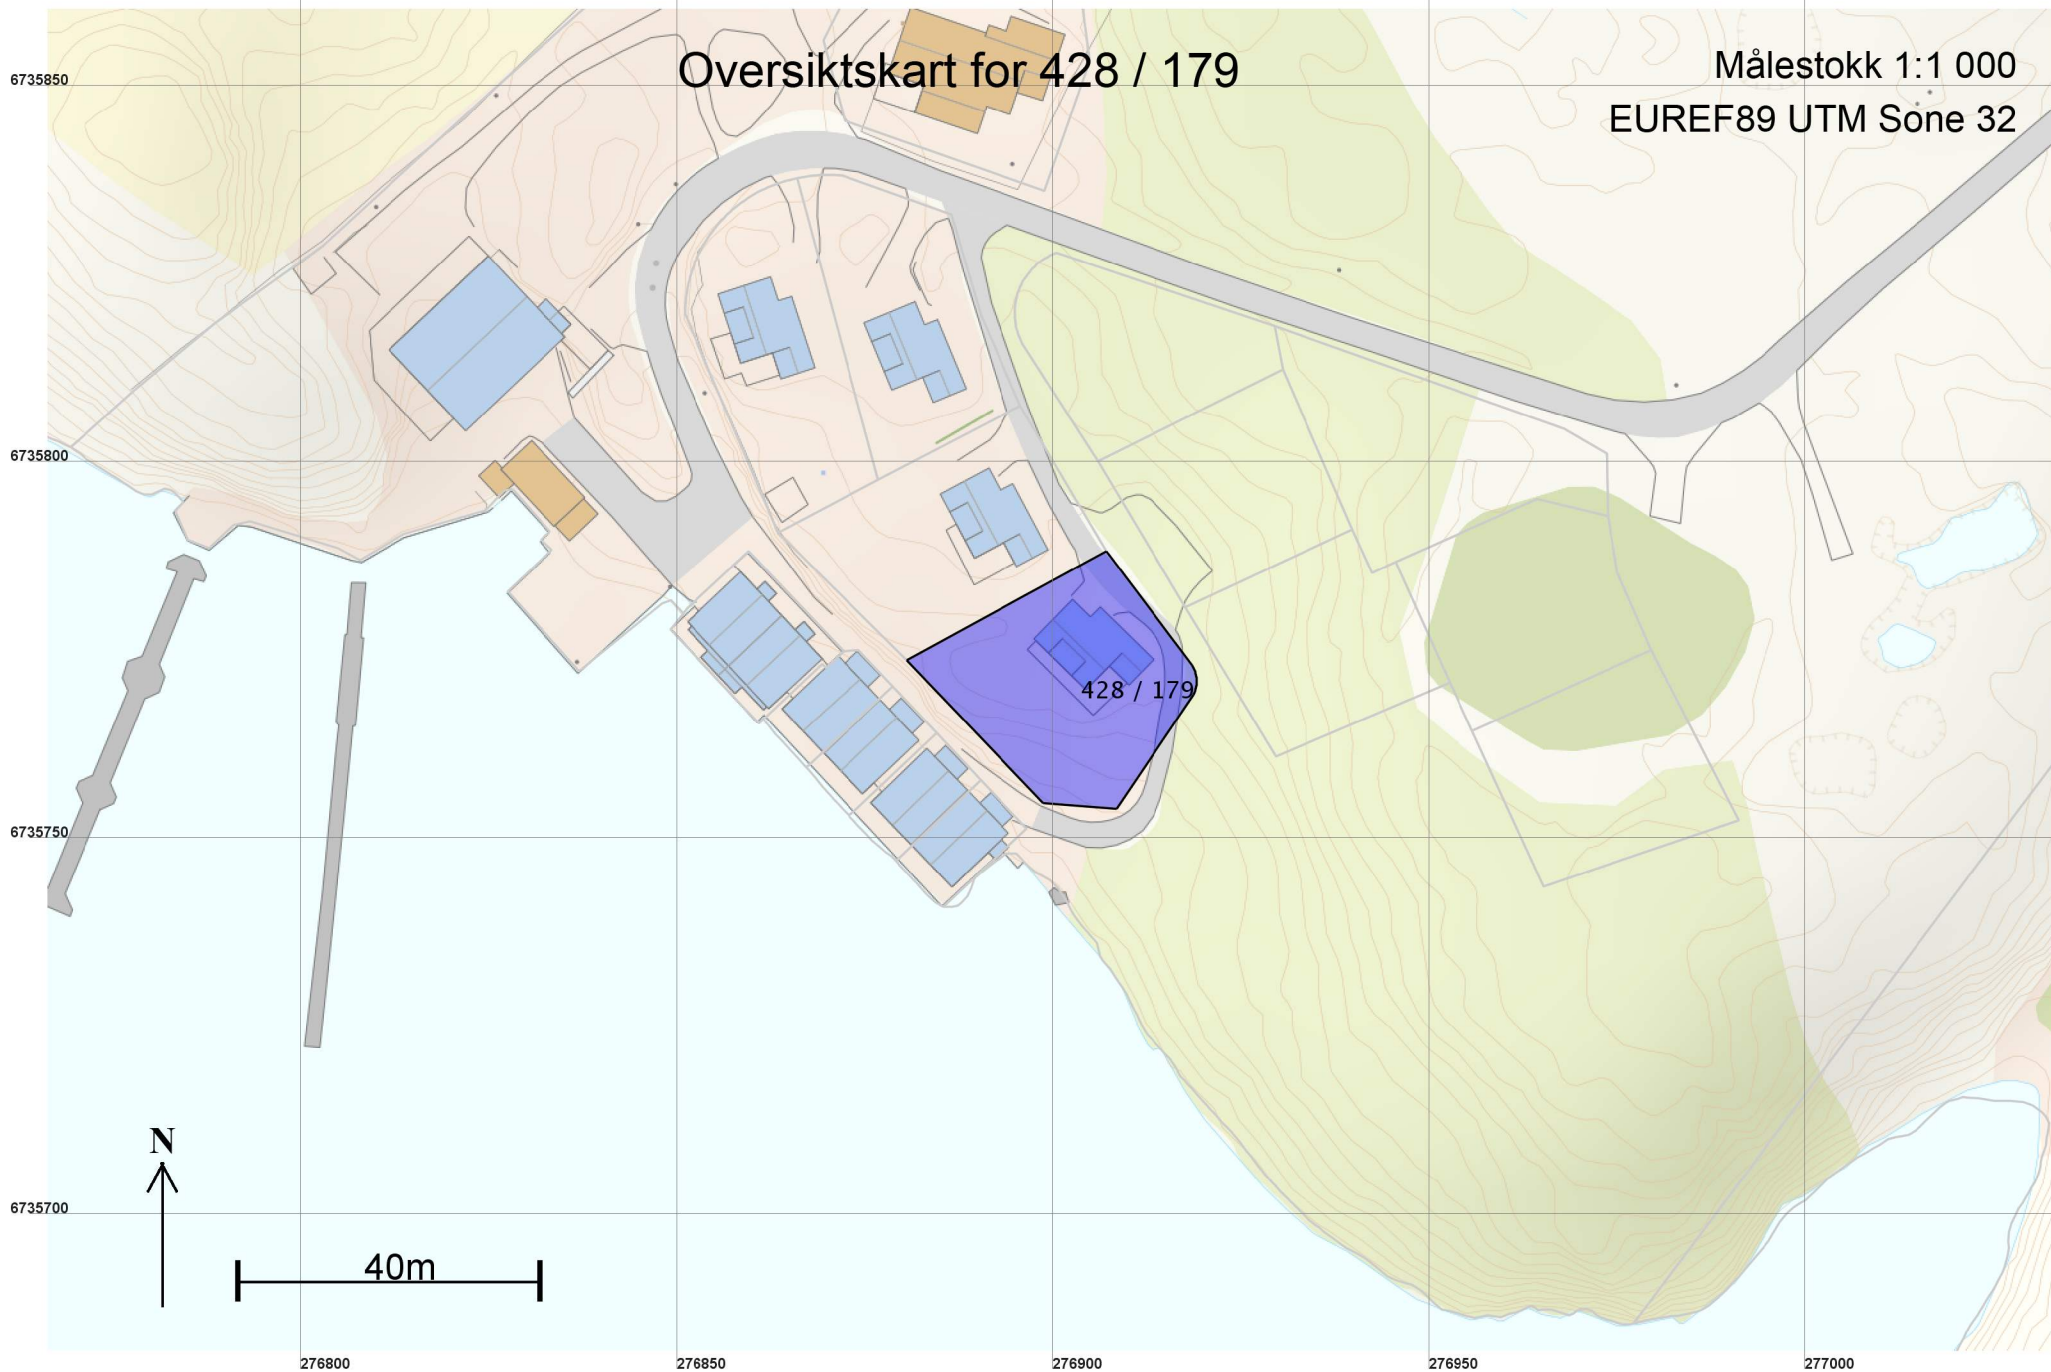 Oversiktskart for 428 / 179
Målestokk 1:1 000
EUREF89 UTM Sone 32
6735850
6735800
428 / 179
6735750
N
6735700
40m
276800
276850
276900
276950
277000